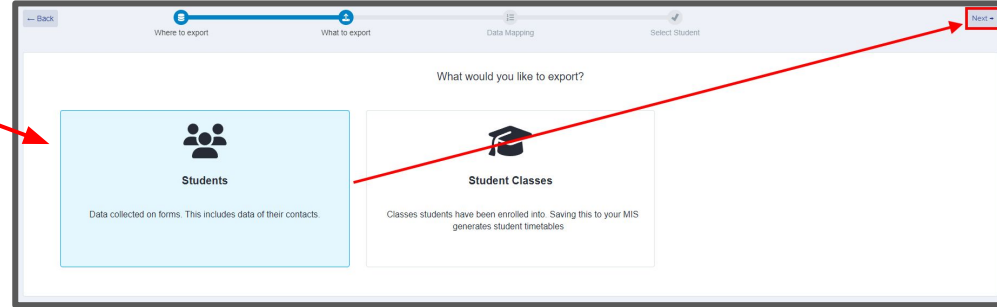 ← Back
Next →
Where to export
What to export
Data Mapping
Select Student
What would you like to export?
Students
Data collected on forms. This includes data of their contacts.
Student Classes
Classes students have been enrolled into. Saving this to your MIS
generates student timetables